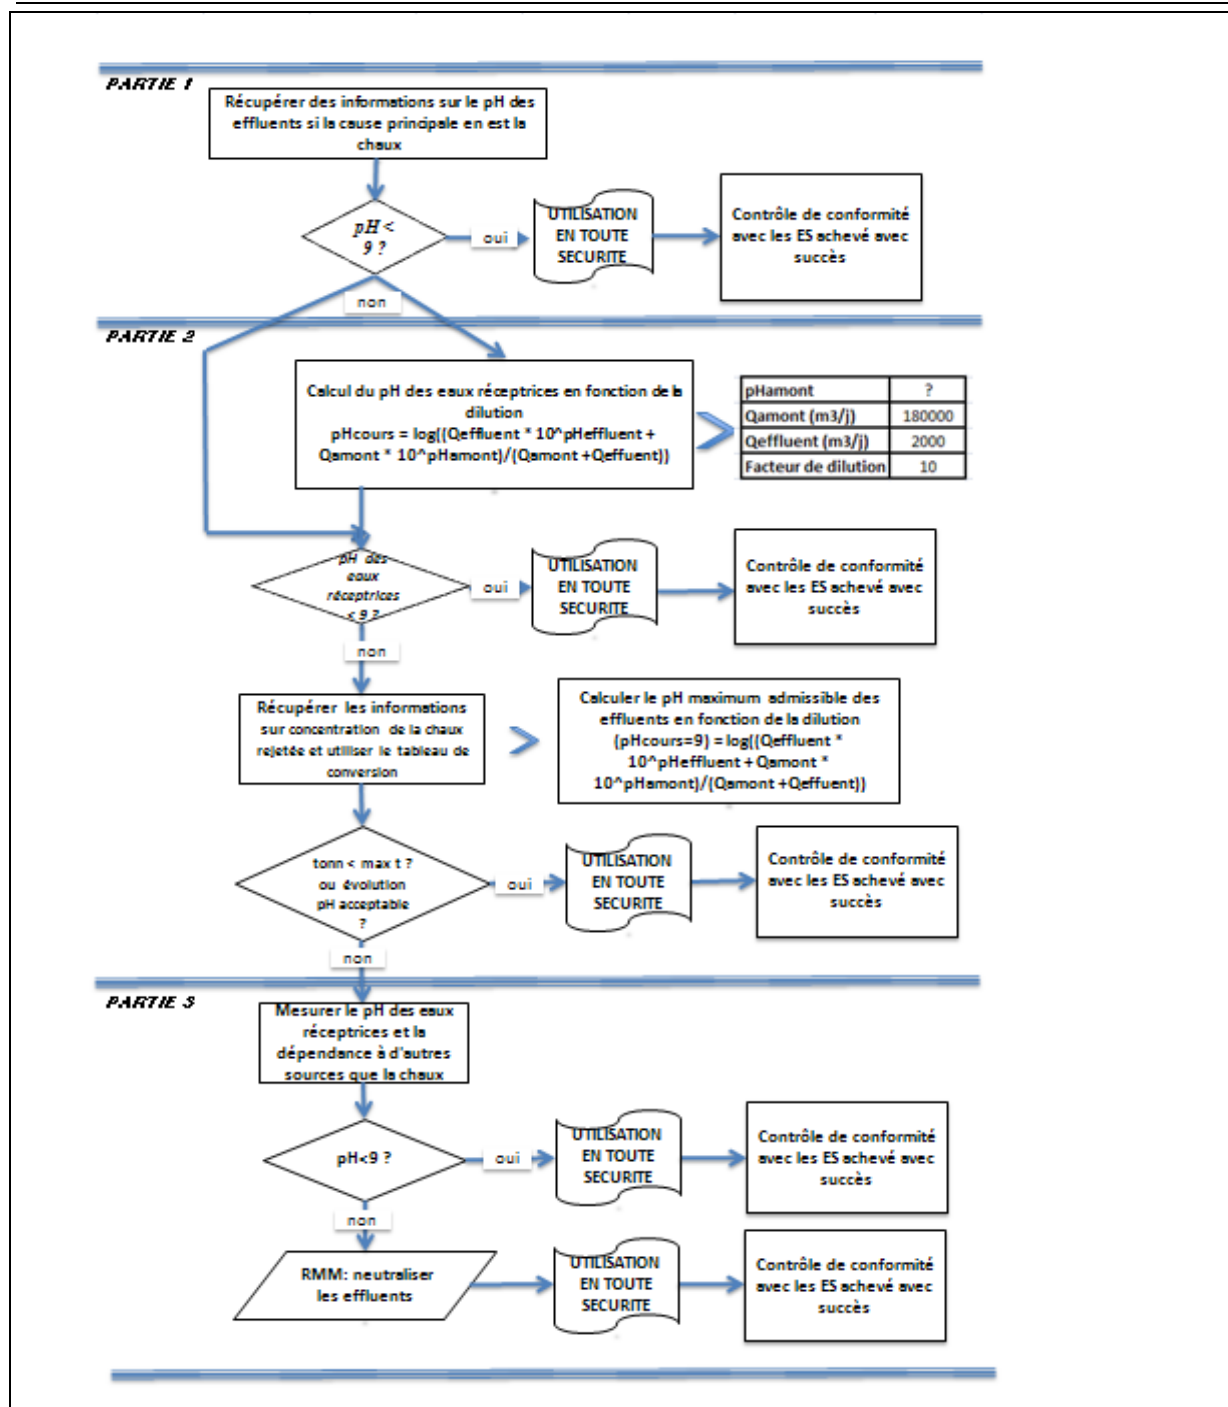 PARTIE 1
Récupérer des informations sur le pH des
effluents si la cause principale en est la
chaux
pH <
9 ?
oui
UTILISATION
EN TOUTE
SECURITE
Contrôle de conformité
avec les ES achevé avec
succès
non
PARTIE 2
Calcul du pH des eaux réceptrices en fonction de la
dilution
pHcours = log((Qeffluent * 10^pHeffluent +
Qamont * 10^pHamont)/(Qamont +Qeffuent))
pHamont ?
Qamont (m3/j) 180000
Qeffluent (m3/j) 2000
Facteur de dilution 10
pH des
eaux
réceptrices
< 9 ?
oui
UTILISATION
EN TOUTE
SECURITE
Contrôle de conformité
avec les ES achevé avec
succès
non
Récupérer les informations
sur concentration de la chaux
rejetée et utiliser le tableau de
conversion
Calculer le pH maximum admissible des
effluents en fonction de la dilution
(pHcours=9) = log((Qeffluent *
10^pHeffluent + Qamont *
10^pHamont)/(Qamont +Qeffuent))
tonn < max t ?
ou évolution
pH acceptable
?
oui
UTILISATION
EN TOUTE
SECURITE
Contrôle de conformité
avec les ES achevé avec
succès
non
PARTIE 3
Mesurer le pH des eaux
réceptrices et la
dépendance à d'autres
sources que la chaux
pH<9 ?
oui
UTILISATION
EN TOUTE
SECURITE
Contrôle de conformité
avec les ES achevé avec
succès
non
RMM: neutraliser
les effluents
UTILISATION
EN TOUTE
SECURITE
Contrôle de conformité
avec les ES achevé avec
succès